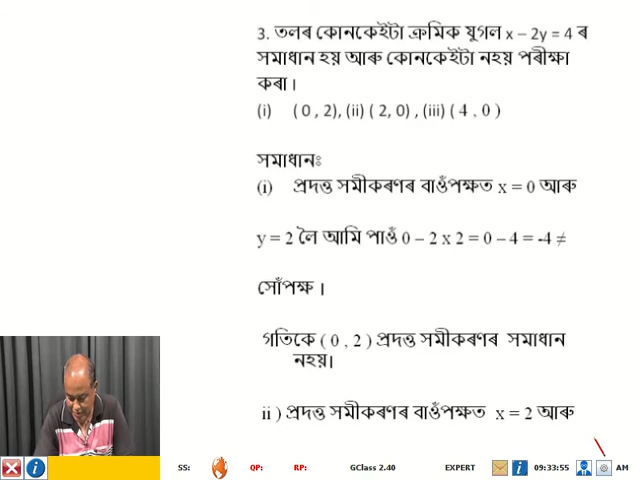 3. তলৰ কোনকেইটা ক্ৰমিক যুগল x – 2y = 4 ৰ
সমাধান হয় আৰু কোনকেইটা নহয় পৰীক্ষা
কৰা ।
(i) ( 0 , 2), (ii) ( 2, 0) , (iii) ( 4 , 0 )
সমাধানঃ
(i) প্ৰদত্ত সমীকৰণৰ বাওঁপক্ষত x = 0 আৰু
y = 2 লৈ আমি পাওঁ 0 – 2 x 2 = 0 – 4 = -4 ≠
সোঁপক্ষ ।
গতিকে ( 0 , 2 ) প্ৰদত্ত সমীকৰণৰ সমাধান
নহয়।
ii ) প্ৰদত্ত সমীকৰণৰ বাওঁপক্ষত x = 2 আৰু
SS: QP: RP: GClass 2.40 EXPERT 09:33:55 AM